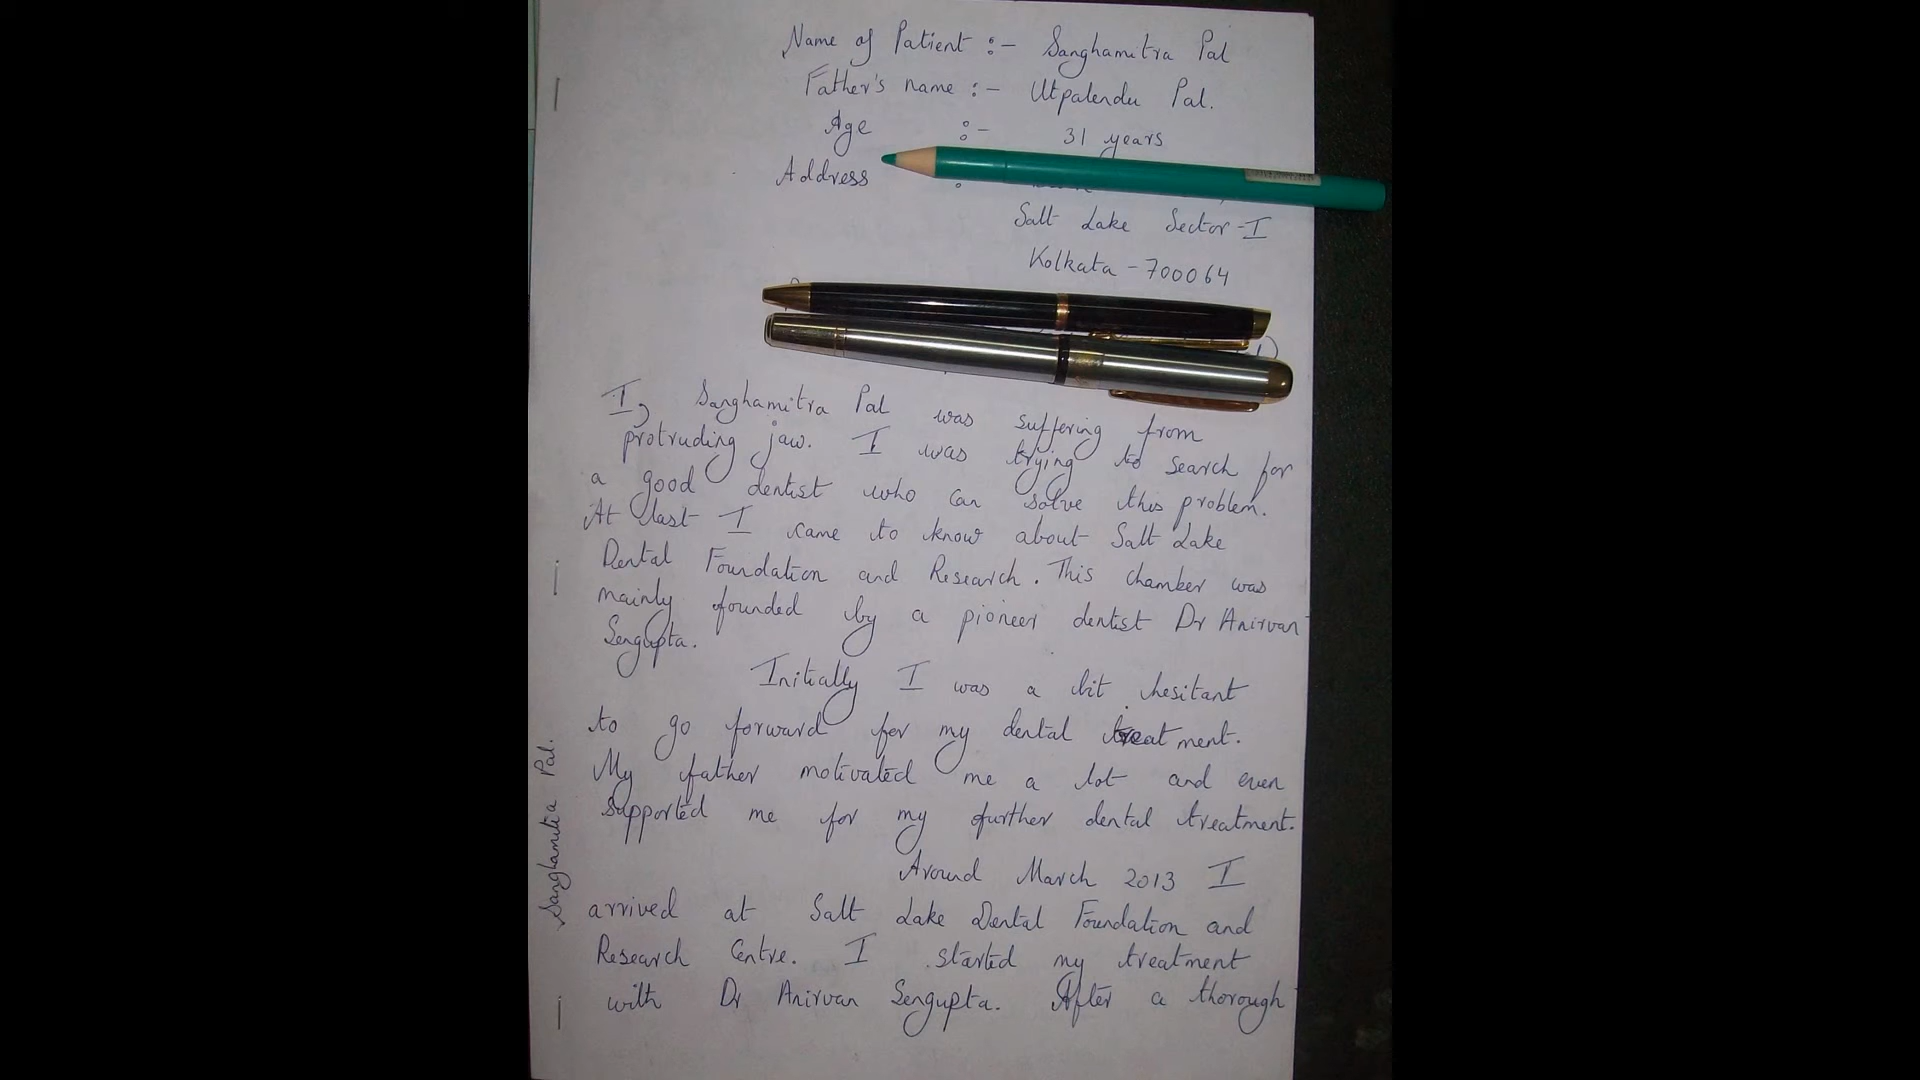 Name of Patient :- Sanghamitra Pal
Father's name :- Utpalendu Pal.
Age :- 31 years
Address :
Salt Lake Sector-I
Kolkata - 700064
I, Sanghamitra Pal was suffering from
protruding jaw. I was trying to search for
a good dentist who can solve this problem.
At last I came to know about Salt Lake
Dental Foundation and Research. This chamber was
mainly founded by a pioneer dentist Dr Anirvan
Sengupta.
Initially I was a bit hesitant
to go forward for my dental treatment.
My father motivated me a lot and even
supported me for my further dental treatment.
Around March 2013 I
arrived at Salt Lake Dental Foundation and
Research Centre. I started my treatment
with Dr Anirvan Sengupta. After a thorough
Sanghamitra Pal.